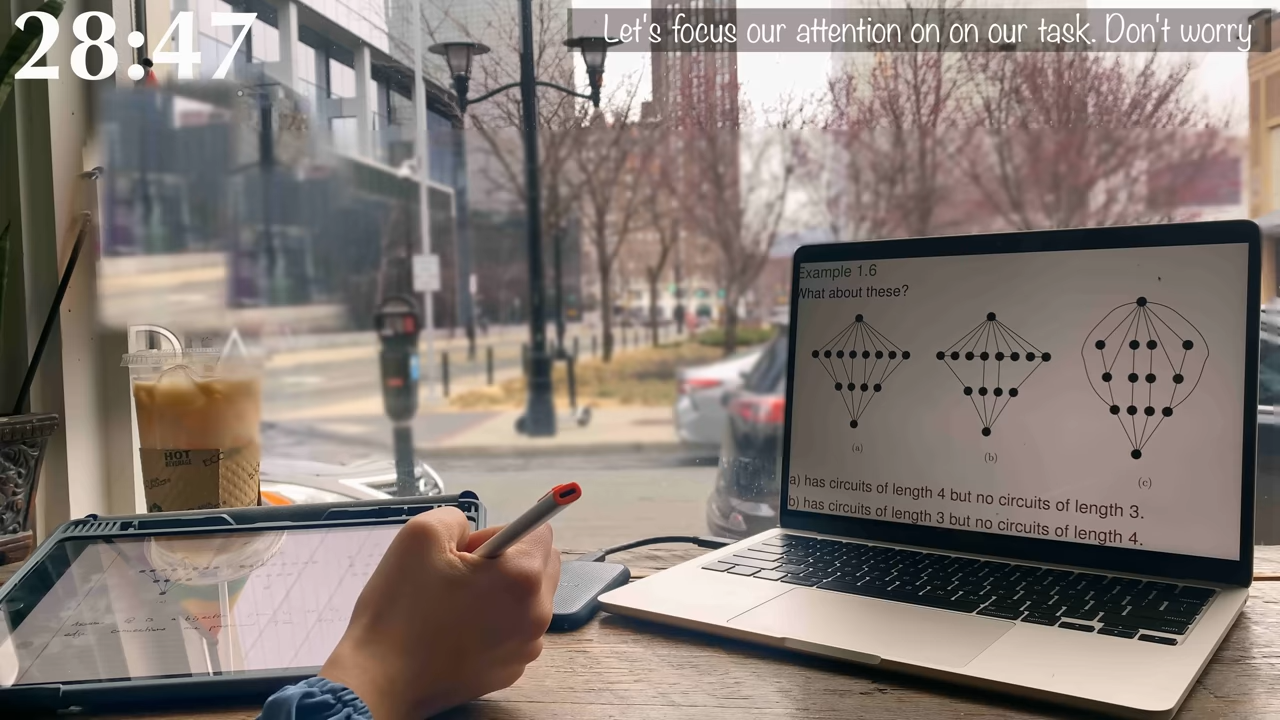 28:47
Let's focus our attention on on our task. Don't worry
Example 1.6
What about these?
(a)
(b)
(c)
a) has circuits of length 4 but no circuits of length 3.
b) has circuits of length 3 but no circuits of length 4.
HOT
BEVERAGE
DCC